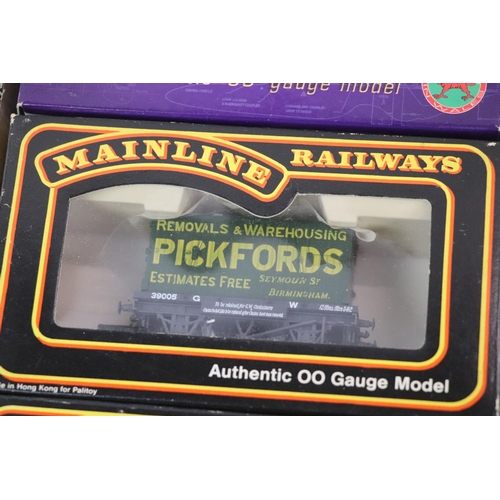 OO gauge model
MAINLINE RAILWAYS
REMOVALS & WAREHOUSING
PICKFORDS
ESTIMATES FREE SEYMOUR ST
BIRMINGHAM.
39005 G W
Authentic OO Gauge Model
e in Hong Kong for Palitoy